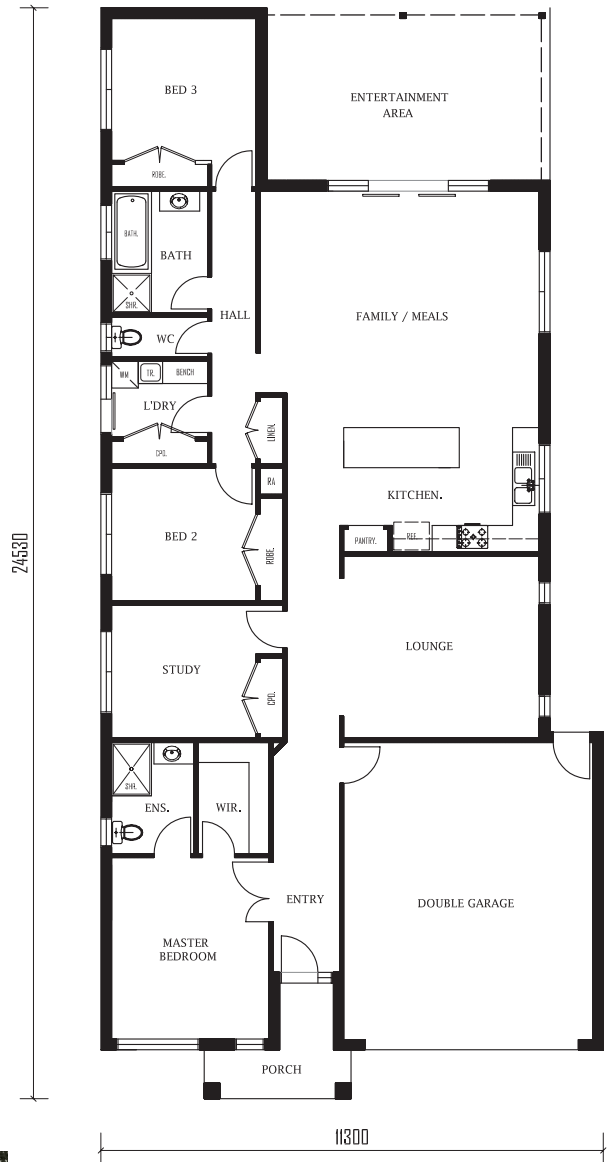 BED 3
ENTERTAINMENT
AREA
ROBE.
BATH.
BATH
SHR.
HALL
FAMILY / MEALS
WC
WM
TR.
BENCH
L'DRY
LINEN.
CPD.
KITCHEN.
RA
PANTRY.
REF.
BED 2
ROBE.
24530
STUDY
LOUNGE
CPD.
SHR.
ENS.
WIR.
ENTRY
DOUBLE GARAGE
MASTER
BEDROOM
PORCH
11300